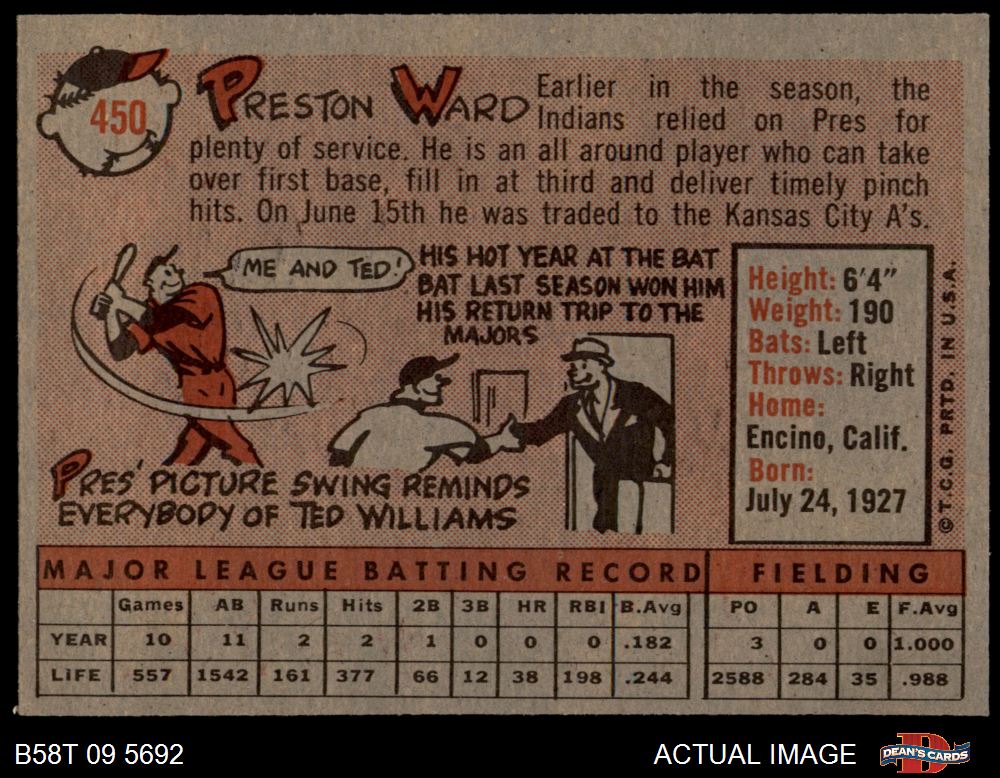 450
PRESTON WARD
Earlier in the season, the
Indians relied on Pres for
plenty of service. He is an all around player who can take
over first base, fill in at third and deliver timely pinch
hits. On June 15th he was traded to the Kansas City A's.
ME AND TED!
HIS HOT YEAR AT THE BAT
BAT LAST SEASON WON HIM
HIS RETURN TRIP TO THE
MAJORS
PRES' PICTURE SWING REMINDS
EVERYBODY OF TED WILLIAMS
Height: 6'4"
Weight: 190
Bats: Left
Throws: Right
Home:
Encino, Calif.
Born:
July 24, 1927
©T.C.G. PRTD. IN U.S.A.
MAJOR LEAGUE BATTING RECORD FIELDING
Games AB Runs Hits 2B 3B HR RBI B.Avg PO A E F.Avg
YEAR 10 11 2 2 1 0 0 0 .182 3 0 0 1.000
LIFE 557 1542 161 377 66 12 38 198 .244 2588 284 35 .988
B58T 09 5692
ACTUAL IMAGE
D
DEAN'S CARDS